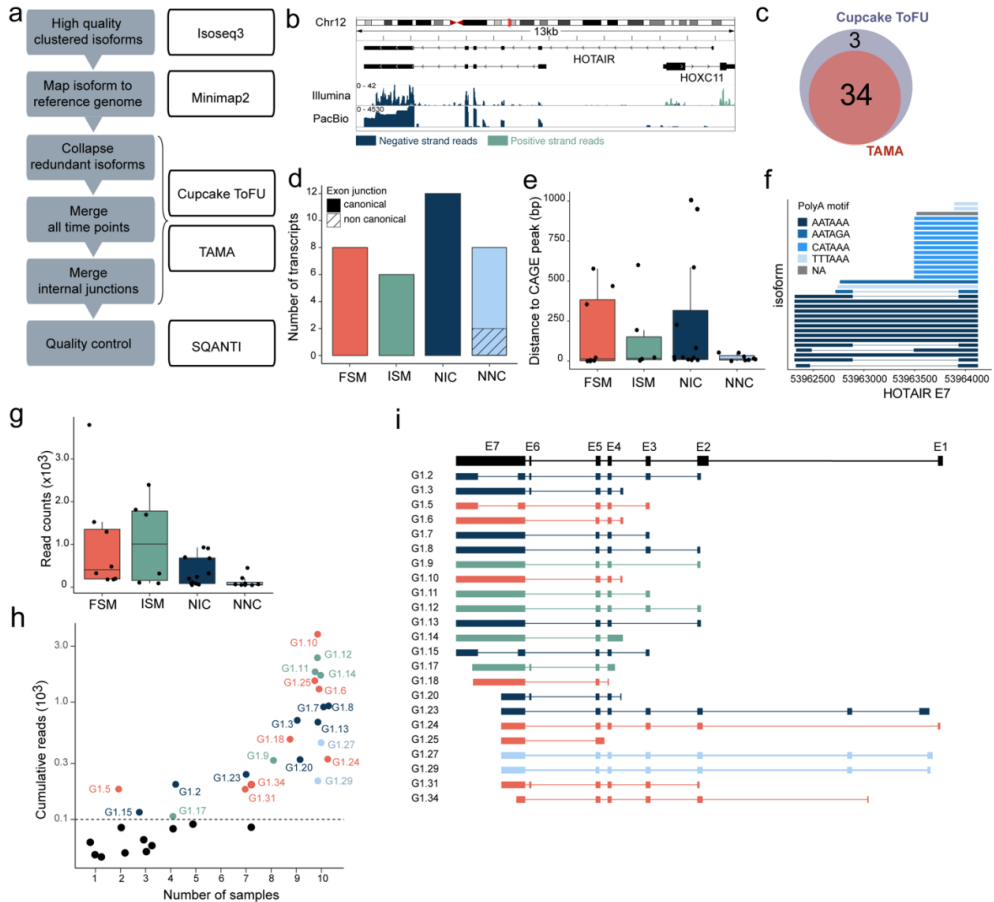 a
High quality
clustered isoforms
Isoseq3
Map isoform to
reference genome
Minimap2
Collapse
redundant isoforms
Cupcake ToFU
Merge
all time points
TAMA
Merge
internal junctions
Quality control
SQANTI
b
Chr12
13kb
HOTAIR
HOXC11
0 - 42
Illumina
0 - 4530
PacBio
Negative strand reads
Positive strand reads
c
Cupcake ToFU
3
34
TAMA
d
Exon junction
canonical
non canonical
Number of transcripts
12
10
8
6
4
2
0
FSM
ISM
NIC
NNC
e
Distance to CAGE peak (bp)
1000
750
500
250
0
FSM
ISM
NIC
NNC
f
PolyA motif
AATAAA
AATAGA
CATAAA
TTTAAA
NA
isoform
53962500
53963000
53963500
53964000
HOTAIR E7
g
Read counts (x10³)
3.0
2.0
1.0
0
FSM
ISM
NIC
NNC
h
Cumulative reads (10³)
3.0
1.0
0.3
0.1
G1.10
G1.12
G1.11
G1.14
G1.25
G1.6
G1.7
G1.8
G1.3
G1.13
G1.18
G1.27
G1.9
G1.20
G1.24
G1.23
G1.34
G1.29
G1.31
G1.5
G1.2
G1.15
G1.17
1
2
3
4
5
6
7
8
9
10
Number of samples
i
E7
E6
E5
E4
E3
E2
E1
G1.2
G1.3
G1.5
G1.6
G1.7
G1.8
G1.9
G1.10
G1.11
G1.12
G1.13
G1.14
G1.15
G1.17
G1.18
G1.20
G1.23
G1.24
G1.25
G1.27
G1.29
G1.31
G1.34